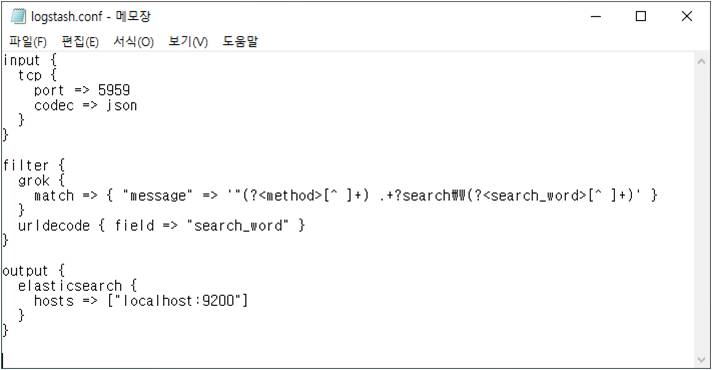 logstash.conf - 메모장
파일(F) 편집(E) 서식(O) 보기(V) 도움말
input {
  tcp {
    port => 5959
    codec => json
  }
}

filter {
  grok {
    match => { "message" => '"(?<method>[^ ]+) .+?search₩W(?<search_word>[^ ]+)' }
  }
  urldecode { field => "search_word" }
}

output {
  elasticsearch {
    hosts => ["localhost:9200"]
  }
}